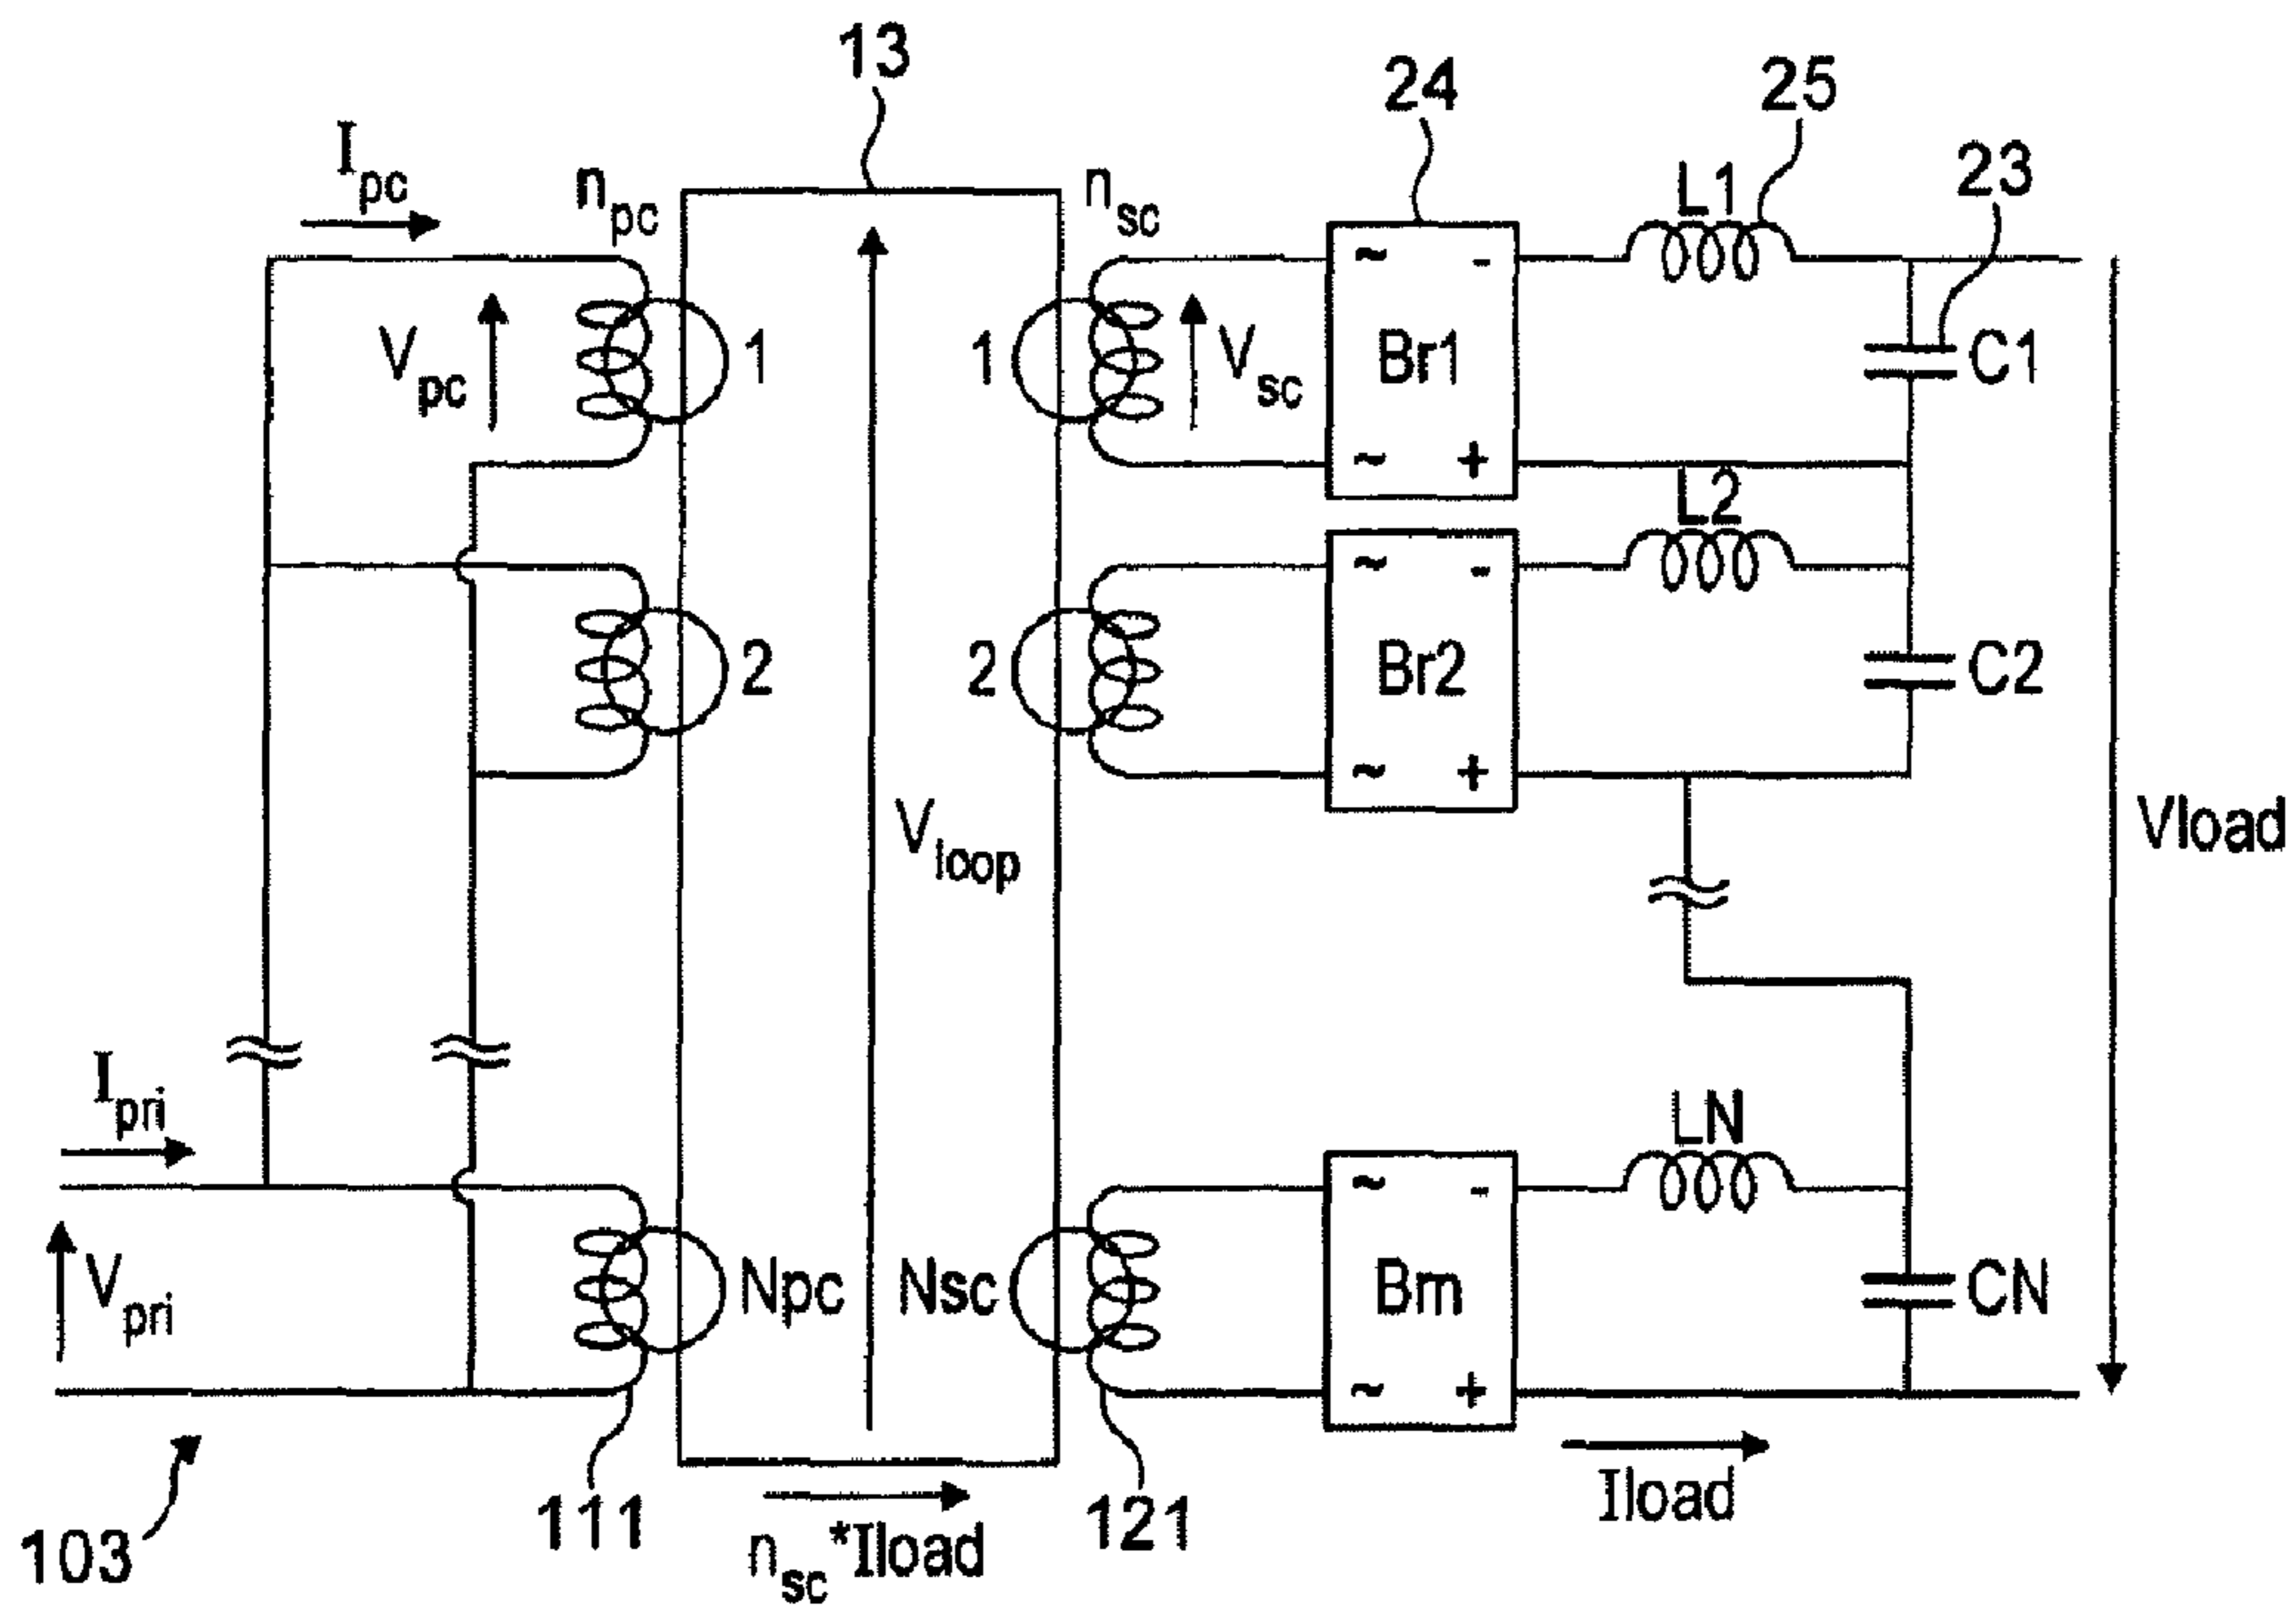 13
24
25
23
I_pc
n_pc
n_sc
L1
~ -
V_pc
1
1
V_sc
Br1
C1
~ +
L2
~ -
2
2
Br2
C2
~ +
V_loop
Vload
I_pri
LN
~ -
V_pri
Npc
Nsc
Bm
CN
~ +
Iload
103
111
n_sc*Iload
121